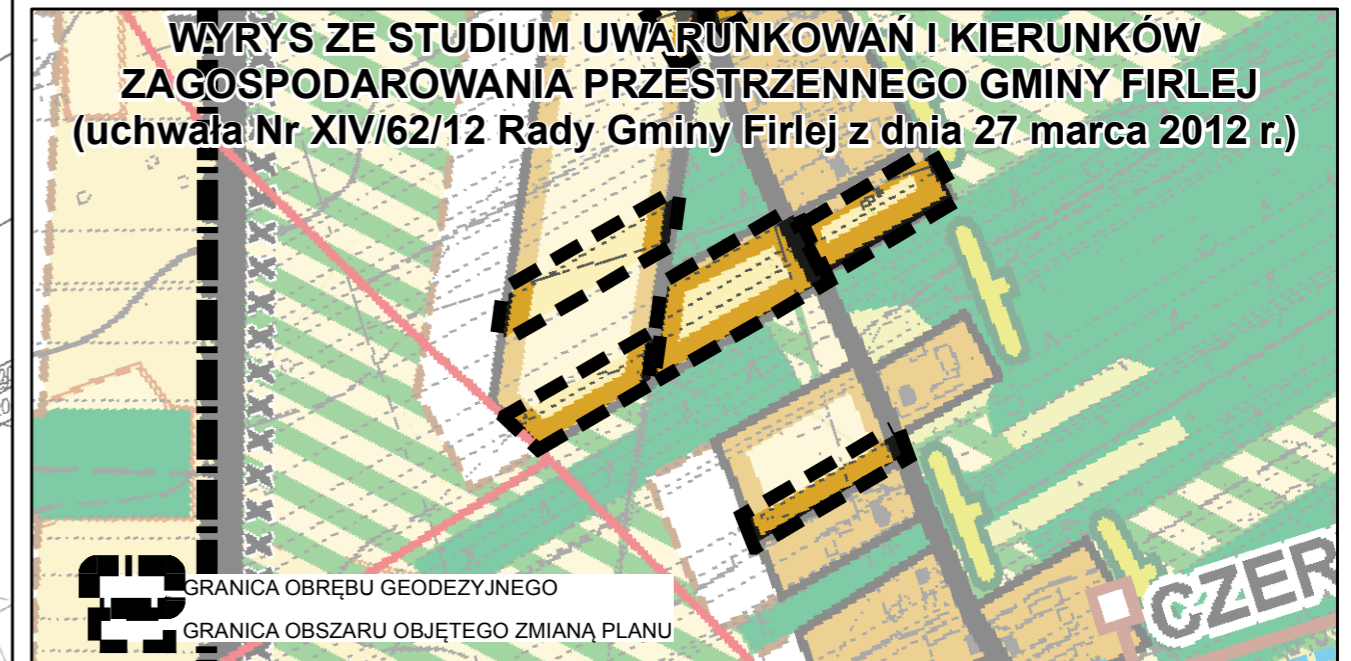 WYRYS ZE STUDIUM UWARUNKOWAŃ I KIERUNKÓW
ZAGOSPODAROWANIA PRZESTRZENNEGO GMINY FIRLEJ
(uchwała Nr XIV/62/12 Rady Gminy Firlej z dnia 27 marca 2012 r.)
GRANICA OBRĘBU GEODEZYJNEGO
GRANICA OBSZARU OBJĘTEGO ZMIANĄ PLANU
CZER